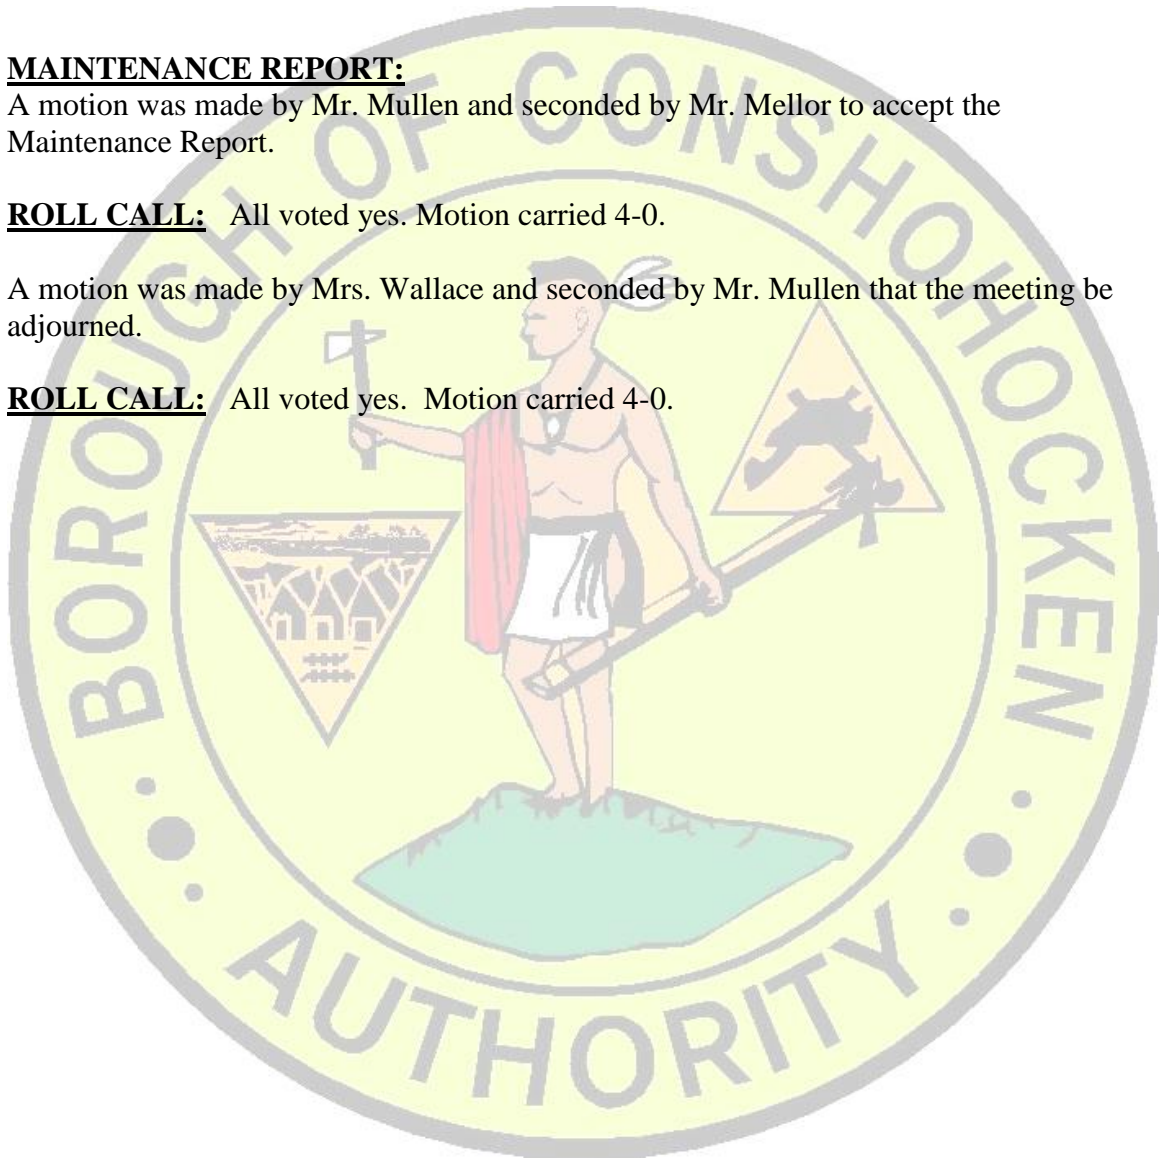 MAINTENANCE REPORT:
A motion was made by Mr. Mullen and seconded by Mr. Mellor to accept the
Maintenance Report.
ROLL CALL: All voted yes. Motion carried 4-0.
A motion was made by Mrs. Wallace and seconded by Mr. Mullen that the meeting be
adjourned.
ROLL CALL: All voted yes. Motion carried 4-0.
BOROUGH OF CONSHOHOCKEN
AUTHORITY